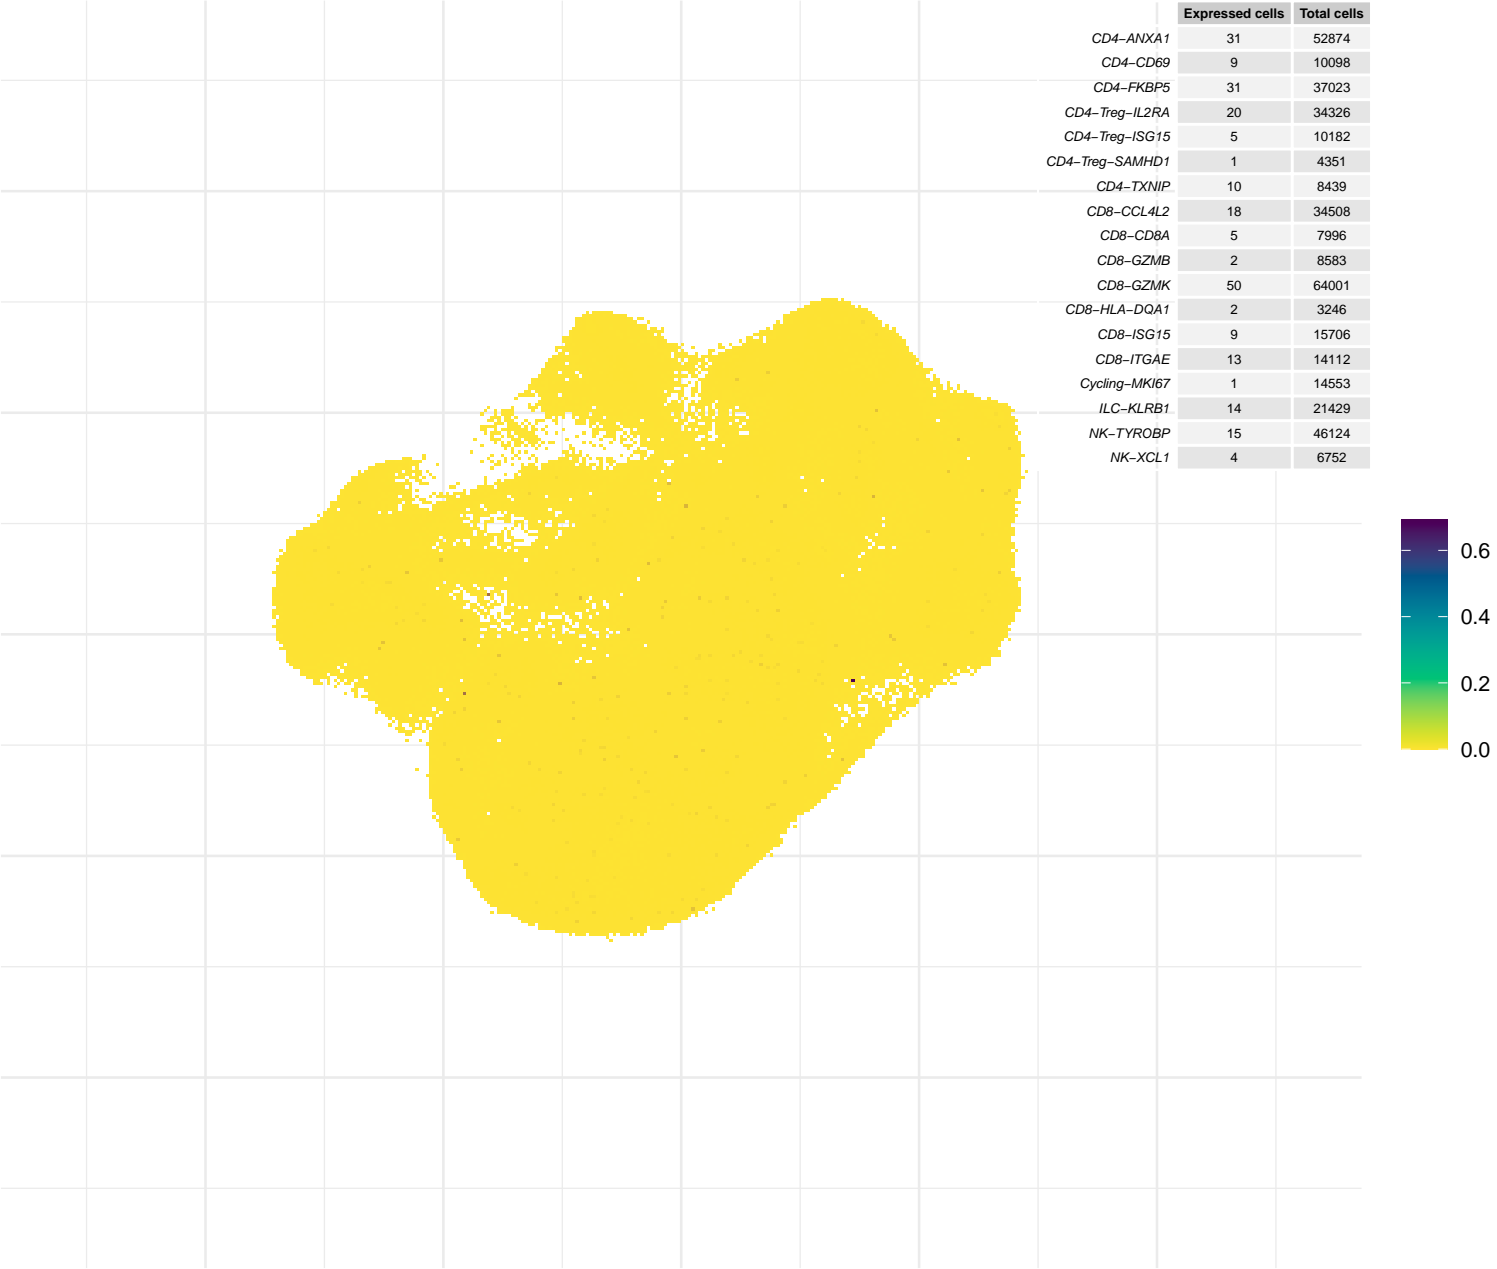 Expressed cells Total cells
CD4−ANXA1 31 52874
CD4−CD69 9 10098
CD4−FKBP5 31 37023
CD4−Treg−IL2RA 20 34326
CD4−Treg−ISG15 5 10182
CD4−Treg−SAMHD1 1 4351
CD4−TXNIP 10 8439
CD8−CCL4L2 18 34508
CD8−CD8A 5 7996
CD8−GZMB 2 8583
CD8−GZMK 50 64001
CD8−HLA−DQA1 2 3246
CD8−ISG15 9 15706
CD8−ITGAE 13 14112
Cycling−MKI67 1 14553
ILC−KLRB1 14 21429
NK−TYROBP 15 46124
NK−XCL1 4 6752
0.6
0.4
0.2
0.0